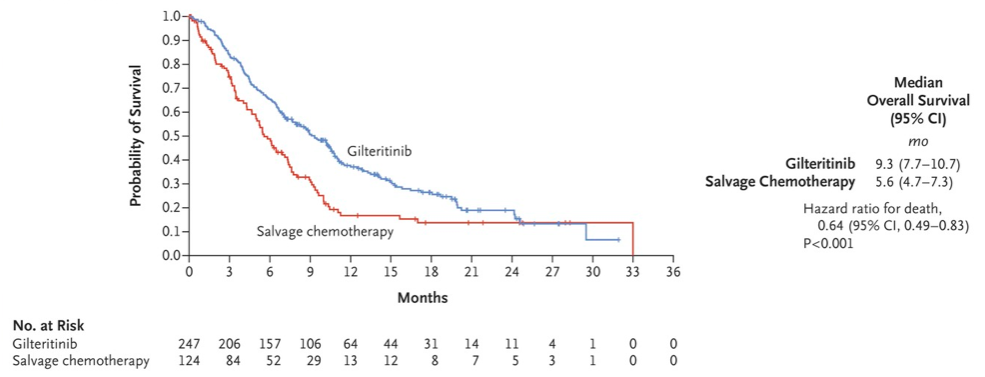 Probability of Survival
1.0
0.9
0.8
0.7
0.6
0.5
0.4
0.3
0.2
0.1
0.0
Gilteritinib
Salvage chemotherapy
0 3 6 9 12 15 18 21 24 27 30 33 36
Months
Median
Overall Survival
(95% CI)
mo
Gilteritinib 9.3 (7.7–10.7)
Salvage Chemotherapy 5.6 (4.7–7.3)
Hazard ratio for death,
0.64 (95% CI, 0.49–0.83)
P<0.001
No. at Risk
Gilteritinib 247 206 157 106 64 44 31 14 11 4 1 0 0
Salvage chemotherapy 124 84 52 29 13 12 8 7 5 3 1 0 0